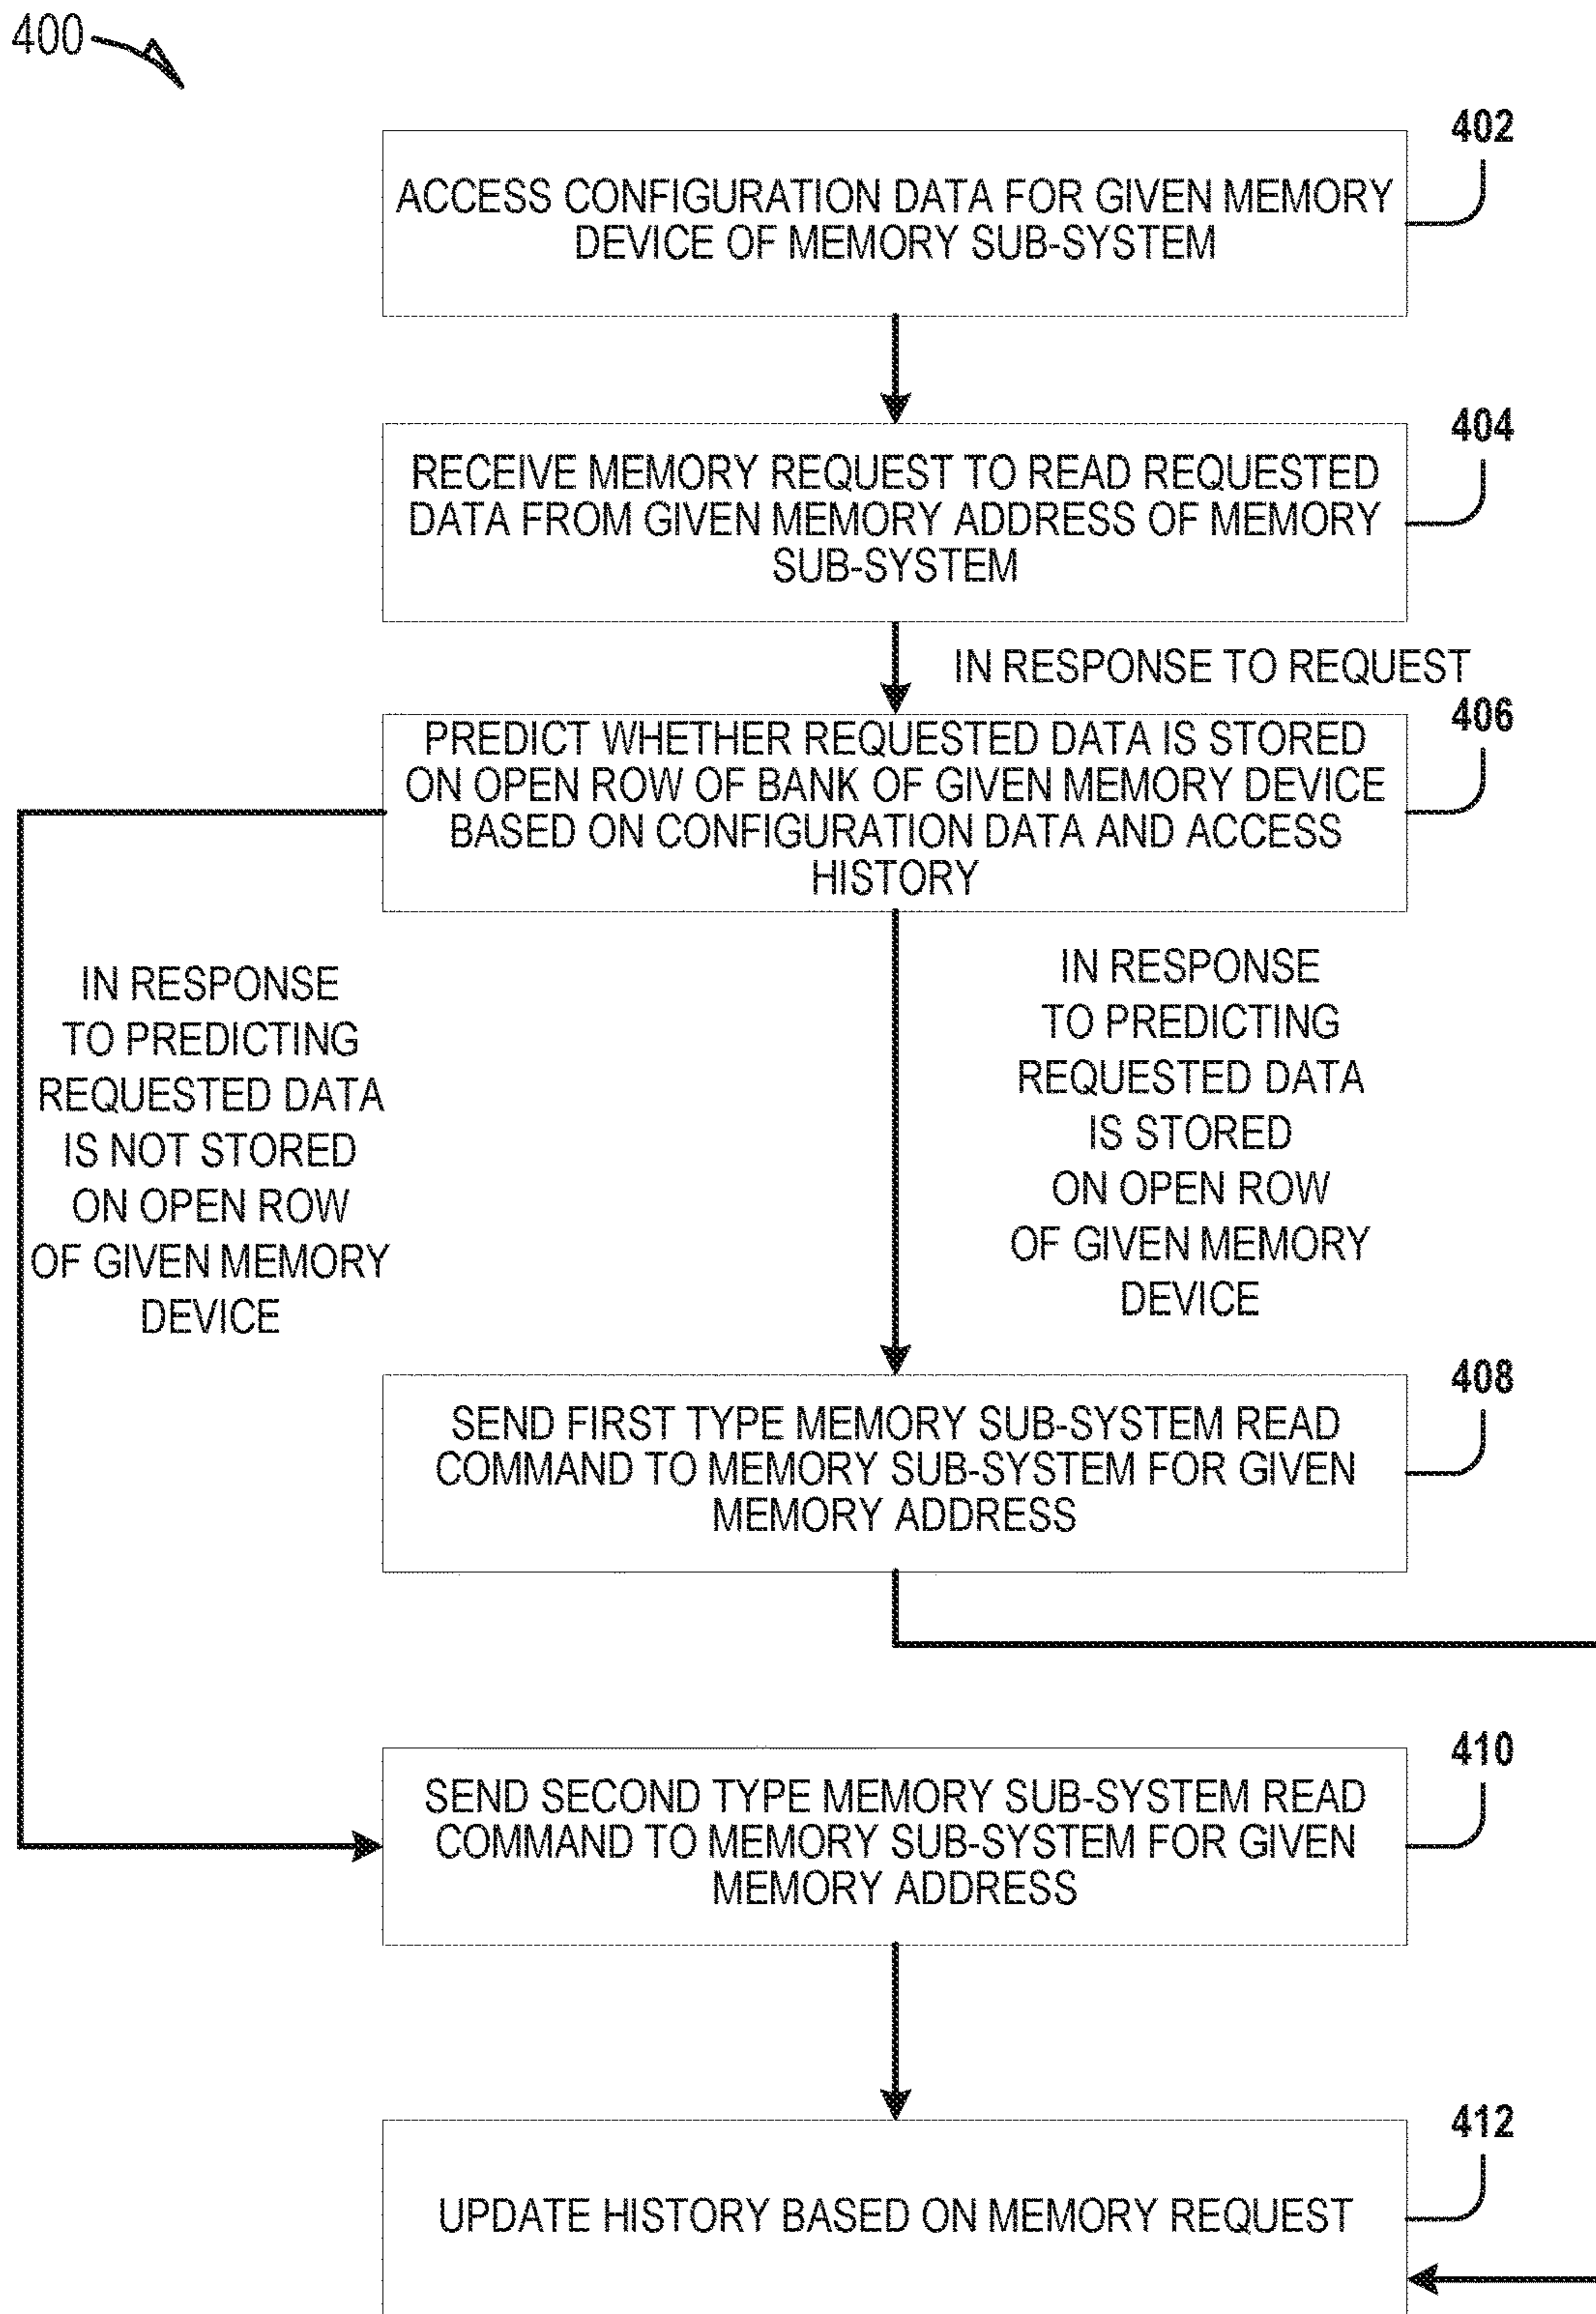 400
402
ACCESS CONFIGURATION DATA FOR GIVEN MEMORY
DEVICE OF MEMORY SUB-SYSTEM
404
RECEIVE MEMORY REQUEST TO READ REQUESTED
DATA FROM GIVEN MEMORY ADDRESS OF MEMORY
SUB-SYSTEM
IN RESPONSE TO REQUEST
406
PREDICT WHETHER REQUESTED DATA IS STORED
ON OPEN ROW OF BANK OF GIVEN MEMORY DEVICE
BASED ON CONFIGURATION DATA AND ACCESS
HISTORY
IN RESPONSE
TO PREDICTING
REQUESTED DATA
IS NOT STORED
ON OPEN ROW
OF GIVEN MEMORY
DEVICE
IN RESPONSE
TO PREDICTING
REQUESTED DATA
IS STORED
ON OPEN ROW
OF GIVEN MEMORY
DEVICE
408
SEND FIRST TYPE MEMORY SUB-SYSTEM READ
COMMAND TO MEMORY SUB-SYSTEM FOR GIVEN
MEMORY ADDRESS
410
SEND SECOND TYPE MEMORY SUB-SYSTEM READ
COMMAND TO MEMORY SUB-SYSTEM FOR GIVEN
MEMORY ADDRESS
412
UPDATE HISTORY BASED ON MEMORY REQUEST